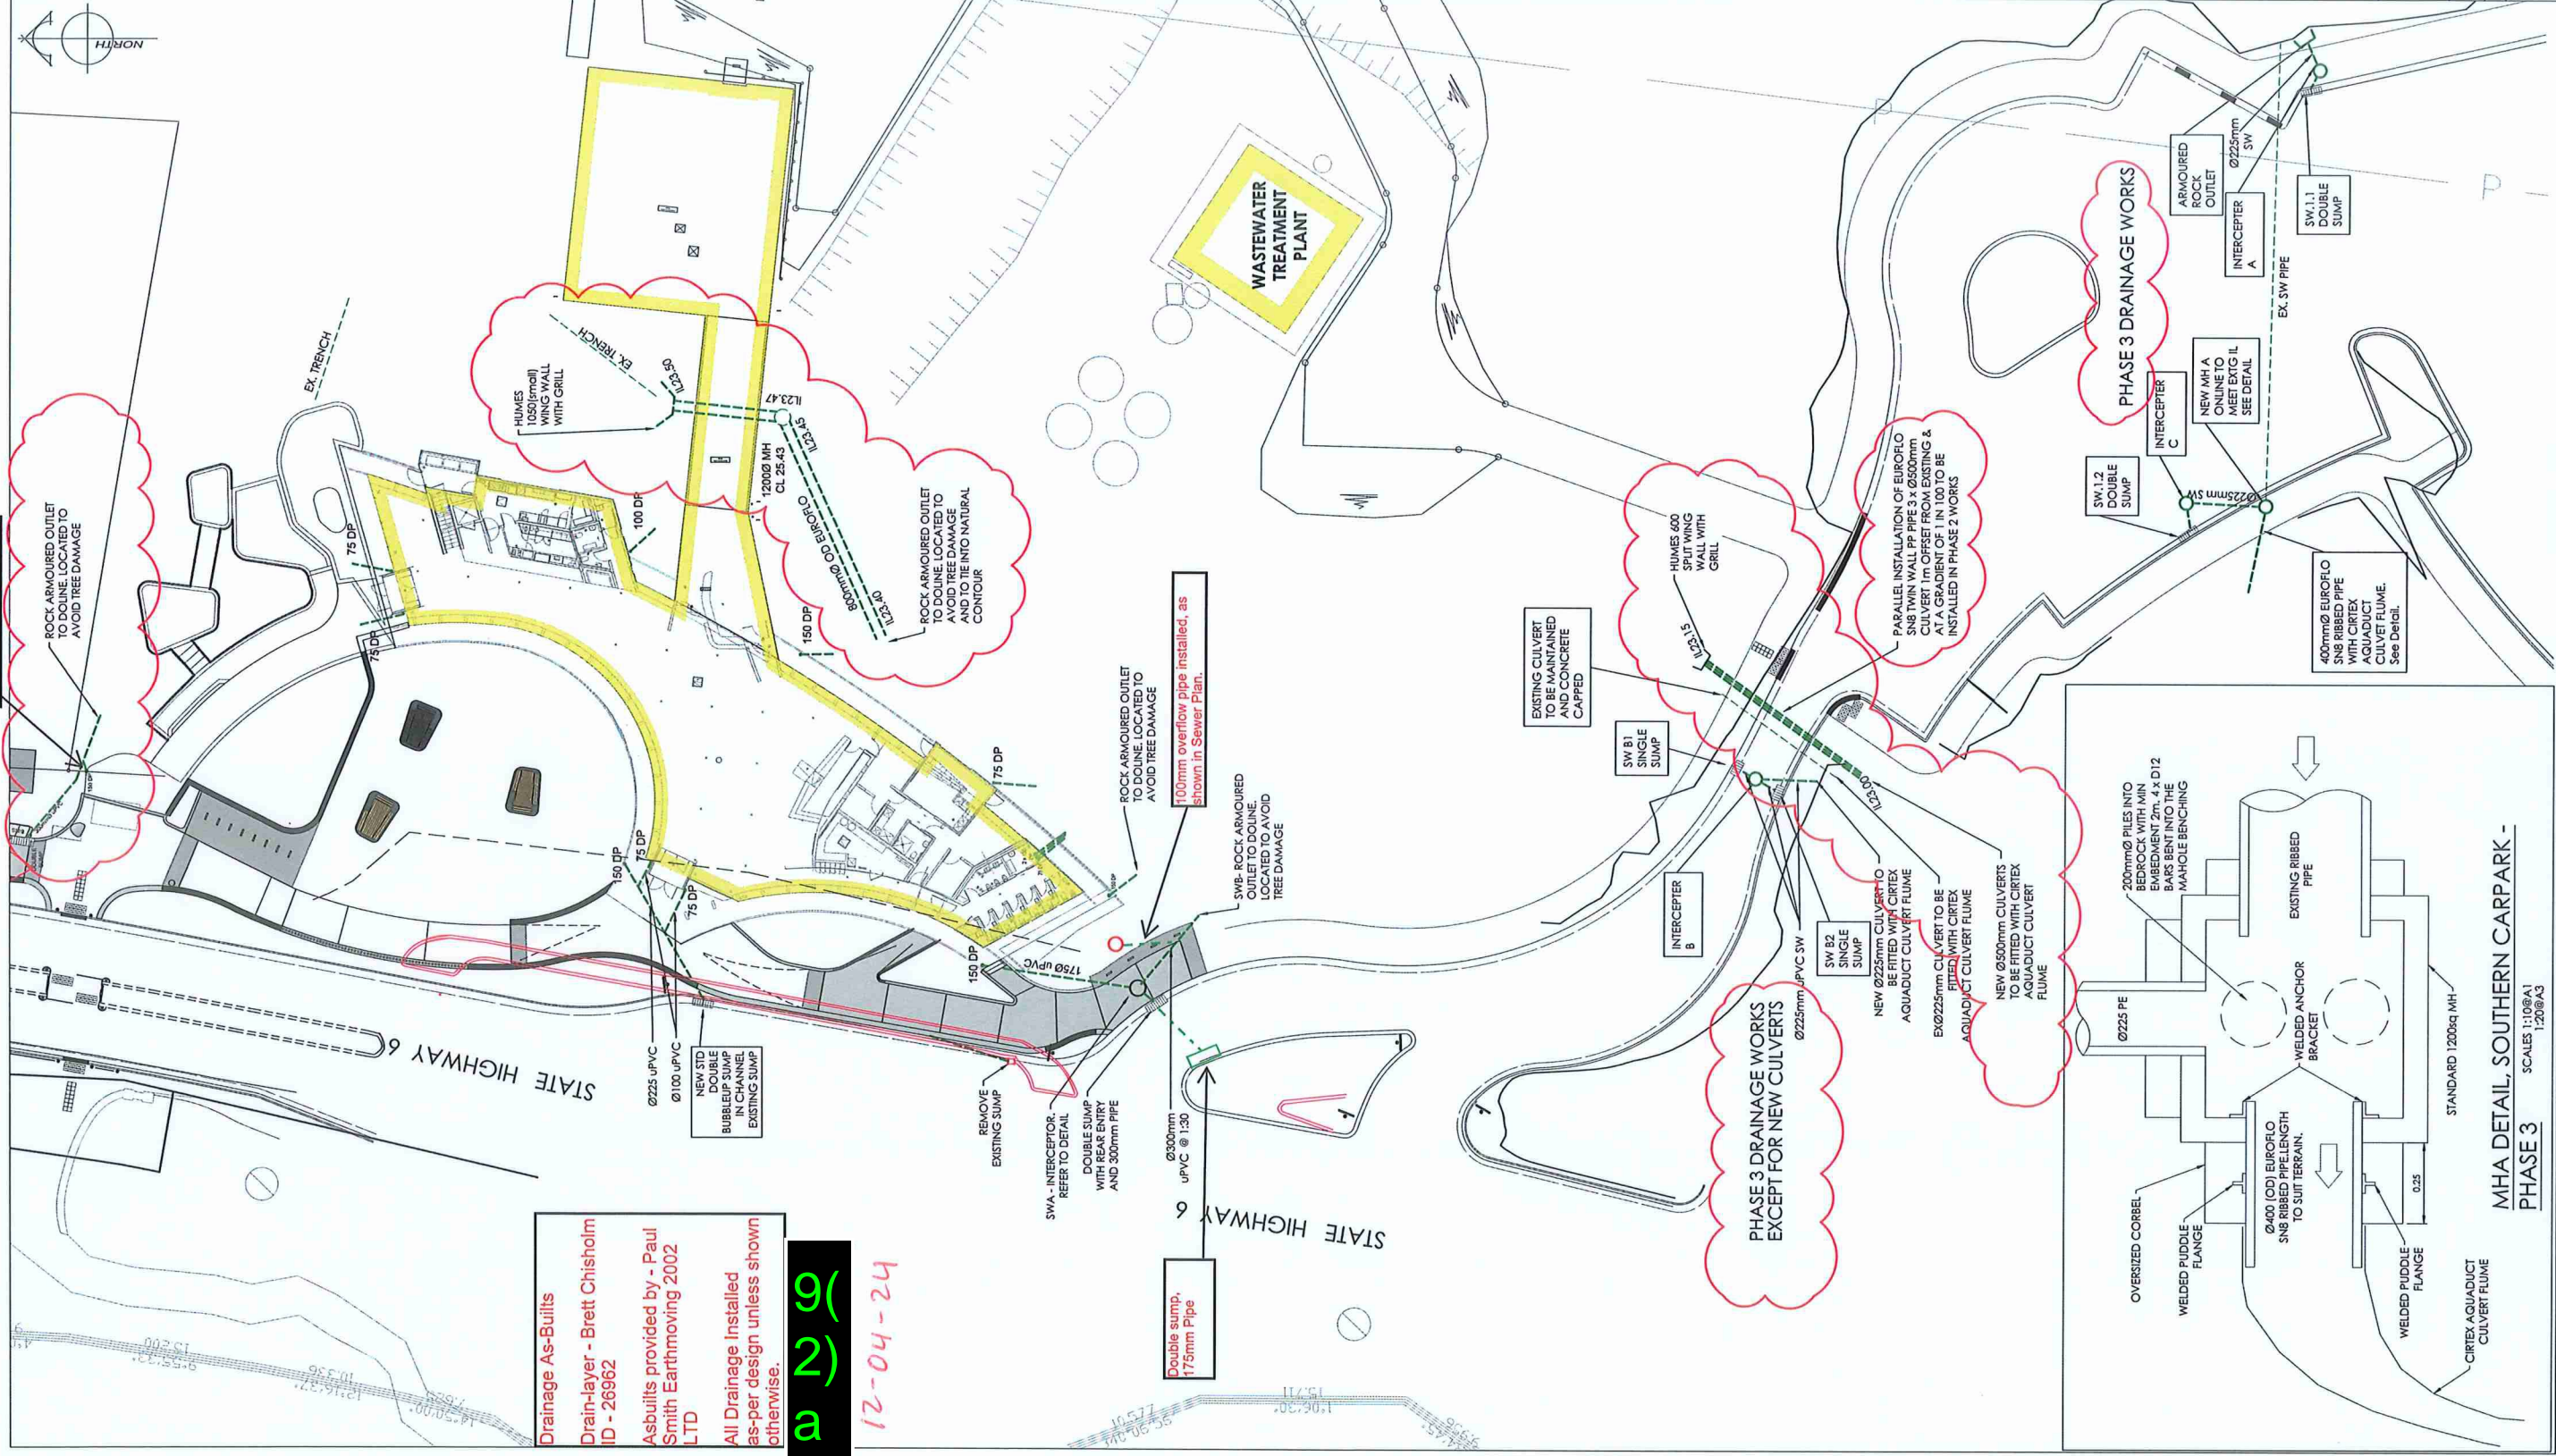 NORTH
ROCK ARMOURED OUTLET
TO DOLINE. LOCATED TO
AVOID TREE DAMAGE
EX. TRENCH
75 DP
75 DP
100 DP
150 DP
HUMES
1050(small)
WING WALL
WITH GRILL
EX. TRENCH
IL23.50
IL23.47
1200Ø MH
CL 25.43
IL23.45
800mmØ OD EUROFLO
IL23.40
ROCK ARMOURED OUTLET
TO DOLINE. LOCATED TO
AVOID TREE DAMAGE
AND TO TIE INTO NATURAL
CONTOUR
WASTEWATER
TREATMENT
PLANT
STATE HIGHWAY 6
150 DP
75 DP
75 DP
75 DP
Ø225 uPVC
Ø100 uPVC
NEW STD
DOUBLE
BUBBLEUP SUMP
IN CHANNEL
EXISTING SUMP
150 DP
175Ø uPVC
ROCK ARMOURED OUTLET
TO DOLINE. LOCATED TO
AVOID TREE DAMAGE
100mm overflow pipe installed, as
shown in Sewer Plan.
SWB- ROCK ARMOURED
OUTLET TO DOLINE.
LOCATED TO AVOID
TREE DAMAGE
REMOVE
EXISTING SUMP
SWA - INTERCEPTOR.
REFER TO DETAIL
DOUBLE SUMP
WITH REAR ENTRY
AND 300mm PIPE
Ø300mm
uPVC @ 1:30
STATE HIGHWAY 6
Double sump,
175mm Pipe
Drainage As-Builts
Drain-layer - Brett Chisholm
ID - 26962
Asbuilts provided by - Paul
Smith Earthmoving 2002
LTD
All Drainage Installed
as-per design unless shown
otherwise.
9(
2)
a
12-04-24
EXISTING CULVERT
TO BE MAINTAINED
AND CONCRETE
CAPPED
HUMES 600
SPLIT WING
WALL WITH
GRILL
IL23.15
SW B1
SINGLE
SUMP
INTERCEPTER
B
PARALLEL INSTALLATION OF EUROFLO
SN8 TWIN WALL PP PIPE 3 x Ø500mm
CULVERT 1m OFFSET FROM EXISTING &
AT A GRADIENT OF 1 IN 100 TO BE
INSTALLED IN PHASE 2 WORKS
IL23.00
Ø225mm uPVC SW
SW B2
SINGLE
SUMP
NEW Ø225mm CULVERT TO
BE FITTED WITH CIRTEX
AQUADUCT CULVERT FLUME
EXØ225mm CULVERT TO BE
FITTED WITH CIRTEX
AQUADUCT CULVERT FLUME
NEW Ø500mm CULVERTS
TO BE FITTED WITH CIRTEX
AQUADUCT CULVERT
FLUME
PHASE 3 DRAINAGE WORKS
EXCEPT FOR NEW CULVERTS
PHASE 3 DRAINAGE WORKS
ARMOURED
ROCK
OUTLET
Ø225mm
SW
INTERCEPTER
A
SW.1.1
DOUBLE
SUMP
EX. SW PIPE
P
P
SW.1.2
DOUBLE
SUMP
INTERCEPTER
C
Ø225mm SW
NEW MH A
ONLINE TO
MEET EXTG IL
SEE DETAIL
400mmØ EUROFLO
SN8 RIBBED PIPE
WITH CIRTEX
AQUADUCT
CULVET FLUME.
See Detail.
200mmØ PILES INTO
BEDROCK WITH MIN
EMBEDMENT 2m. 4 x D12
BARS BENT INTO THE
MAHOLE BENCHING
EXISTING RIBBED
PIPE
Ø225 PE
WELDED ANCHOR
BRACKET
OVERSIZED CORBEL
WELDED PUDDLE
FLANGE
Ø400 (OD) EUROFLO
SN8 RIBBED PIPE.LENGTH
TO SUIT TERRAIN.
0.25
STANDARD 1200sq MH
WELDED PUDDLE
FLANGE
CIRTEX AQUADUCT
CULVERT FLUME
MHA DETAIL, SOUTHERN CARPARK -
PHASE 3
SCALES 1:10@A1
1:20@A3